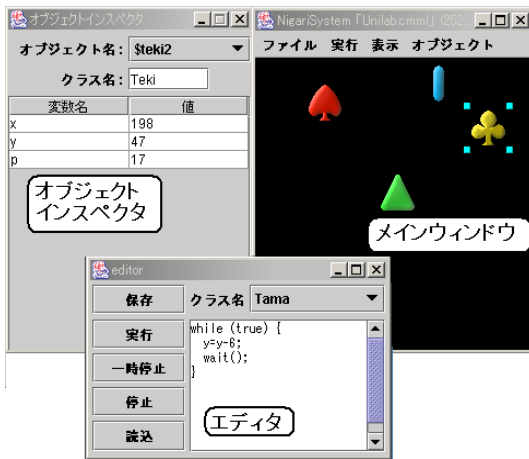 オブジェクトインスペクタ
オブジェクト名: $teki2
クラス名: Teki
変数名 値
x 198
y 47
p 17
オブジェクト
インスペクタ
NigariSystem「Unilab.cmml」(252
ファイル 実行 表示 オブジェクト
メインウィンドウ
editor
保存
実行
一時停止
停止
読込
クラス名 Tama
while (true) {
y=y-6;
wait();
}
エディタ